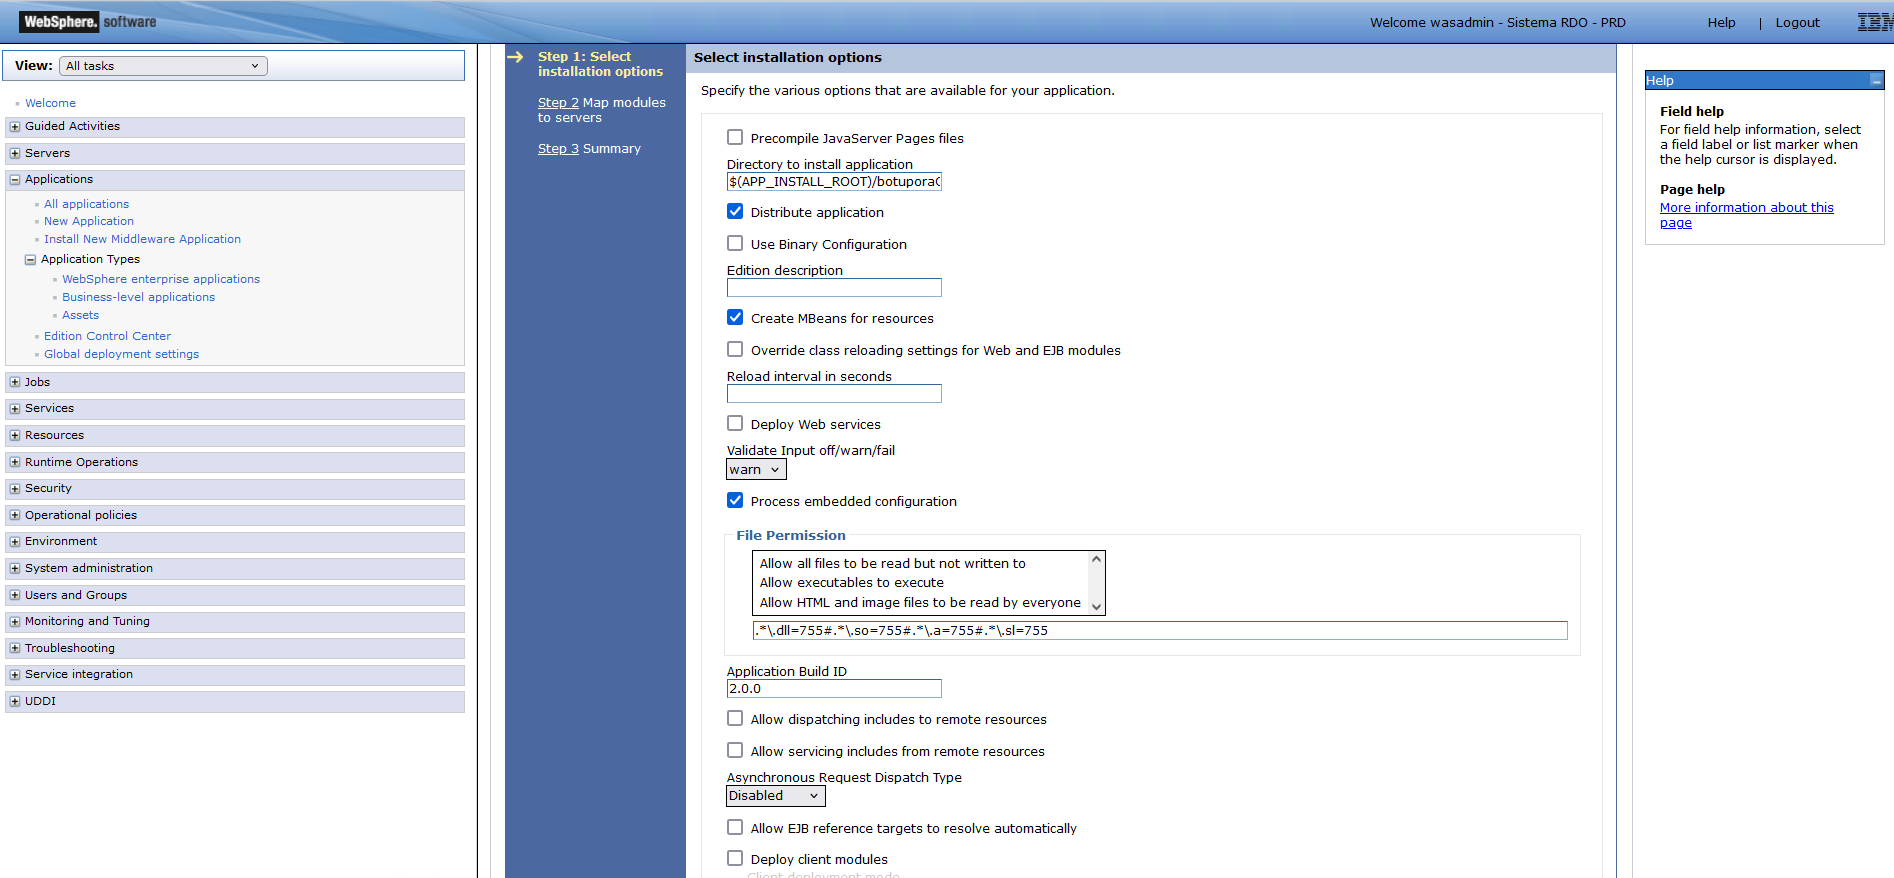 WebSphere. software
Welcome wasadmin - Sistema RDO - PRD
Help | Logout
IBM
View: All tasks
Welcome
Guided Activities
Servers
Applications
All applications
New Application
Install New Middleware Application
Application Types
WebSphere enterprise applications
Business-level applications
Assets
Edition Control Center
Global deployment settings
Jobs
Services
Resources
Runtime Operations
Security
Operational policies
Environment
System administration
Users and Groups
Monitoring and Tuning
Troubleshooting
Service integration
UDDI
Step 1: Select
installation options
Step 2 Map modules
to servers
Step 3 Summary
Select installation options
Specify the various options that are available for your application.
Precompile JavaServer Pages files
Directory to install application
$(APP_INSTALL_ROOT)/botupora
Distribute application
Use Binary Configuration
Edition description
Create MBeans for resources
Override class reloading settings for Web and EJB modules
Reload interval in seconds
Deploy Web services
Validate Input off/warn/fail
warn
Process embedded configuration
File Permission
Allow all files to be read but not written to
Allow executables to execute
Allow HTML and image files to be read by everyone
.*\.dll=755#.*\.so=755#.*\.a=755#.*\.sl=755
Application Build ID
2.0.0
Allow dispatching includes to remote resources
Allow servicing includes from remote resources
Asynchronous Request Dispatch Type
Disabled
Allow EJB reference targets to resolve automatically
Deploy client modules
Client deployment mode
Help
Field help
For field help information, select
a field label or list marker when
the help cursor is displayed.
Page help
More information about this
page